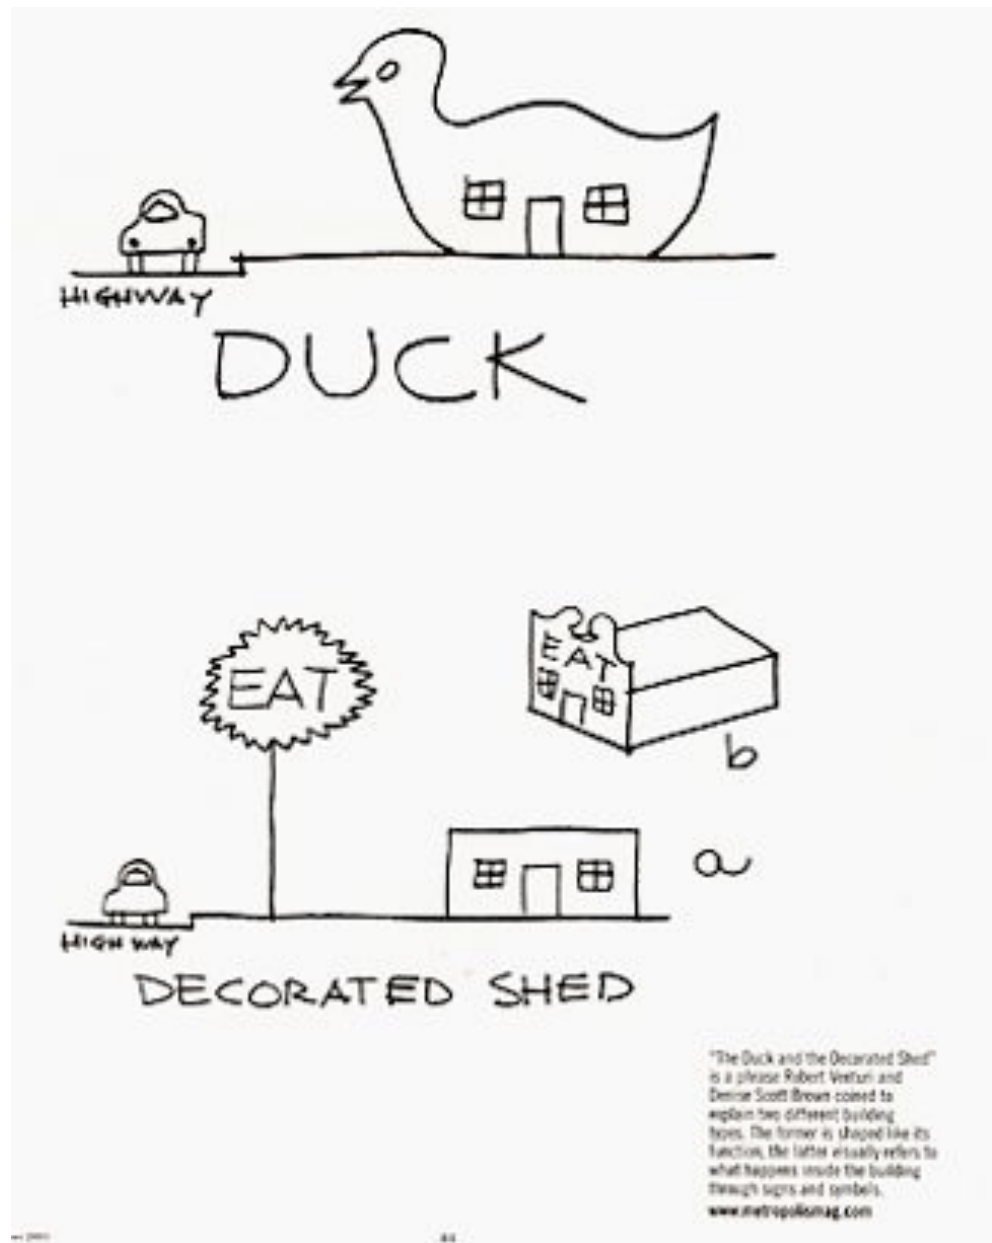 HIGHWAY
DUCK
EAT
EAT
b
a
HIGHWAY
DECORATED SHED
"The Duck and the Decorated Shed"
is a please Robert Venturi and
Denise Scott Brown coined to
explain two different building
types. The former is shaped like its
function, the latter visually refers to
what happens inside the building
through signs and symbols.
www.metropolismag.com